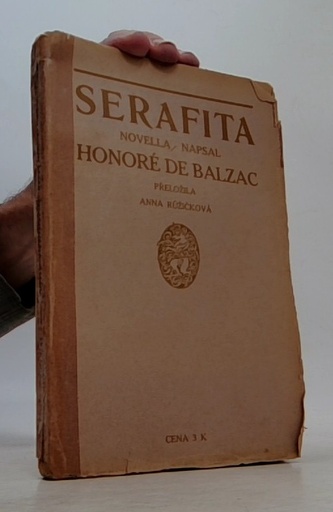 SERAFITA
NOVELLA, NAPSAL
HONORÉ DE BALZAC
PŘELOŽILA
ANNA RŮŽIČKOVÁ
CENA 3 K